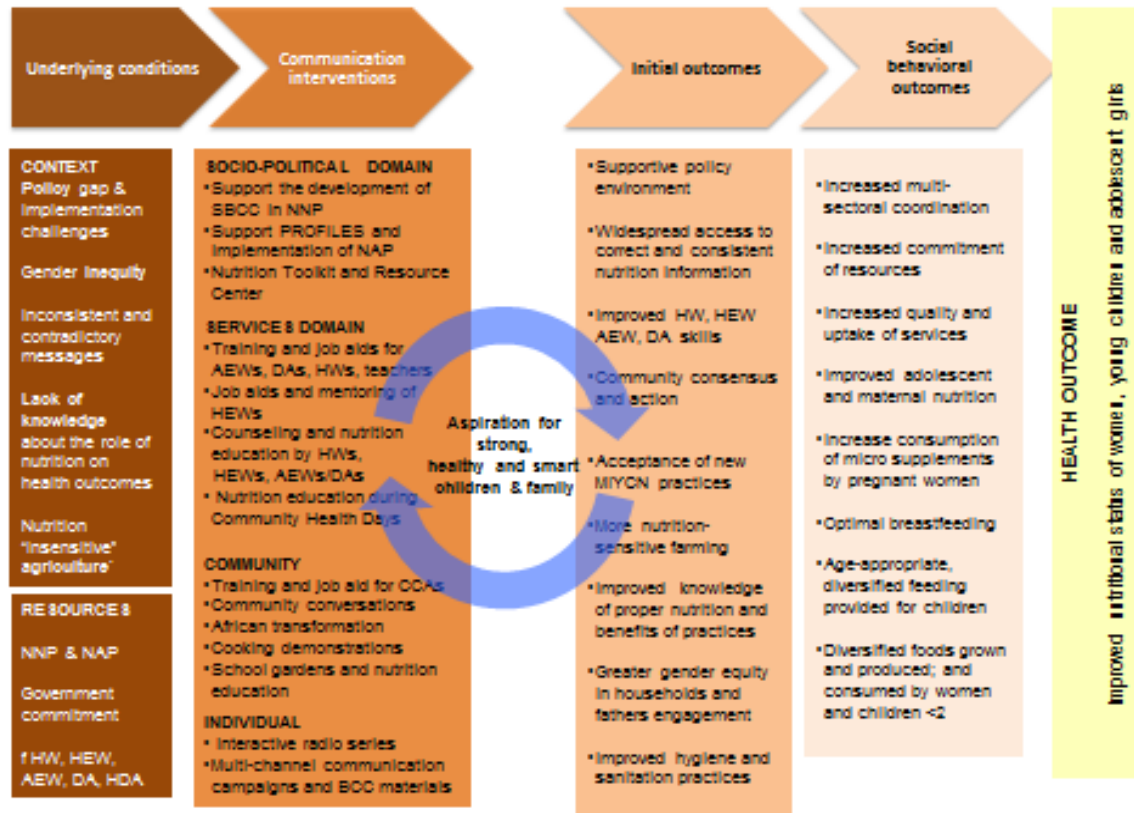 Underlying conditions
Communication
interventions
Initial outcomes
Social
behavioral
outcomes
CONTEXT
Policy gap &
implementation
challenges
Gender inequity
Inconsistent and
contradictory
messages
Lack of
knowledge
about the role of
nutrition on
health outcomes
Nutrition
"insensitive"
agriculture"
RESOURCES
NNP & NAP
Government
commitment
f HW, HEW,
AEW, DA, HDA
SOCIO-POLITICAL DOMAIN
•Support the development of
SBCC in NNP
•Support PROFILES and
implementation of NAP
•Nutrition Toolkit and Resource
Center
SERVICES DOMAIN
•Training and job aids for
AEWs, DAs, HWs, teachers
•Job aids and mentoring of
HEWs
•Counseling and nutrition
education by HWs,
HEWs, AEWs/DAs
• Nutrition education during
Community Health Days
COMMUNITY
•Training and job aid for CCAs
•Community conversations
•African transformation
•Cooking demonstrations
•School gardens and nutrition
education
INDIVIDUAL
• Interactive radio series
•Multi-channel communication
campaigns and BCC materials
Aspiration for
strong,
healthy and smart
children & family
•Supportive policy
environment
•Widespread access to
correct and consistent
nutrition information
•Improved HW, HEW
AEW, DA skills
•Community consensus
and action
•Acceptance of new
MIYCN practices
•More nutrition-
sensitive farming
•Improved knowledge
of proper nutrition and
benefits of practices
•Greater gender equity
in households and
fathers engagement
•Improved hygiene and
sanitation practices
•Increased multi-
sectoral coordination
•Increased commitment
of resources
•Increased quality and
uptake of services
•Improved adolescent
and maternal nutrition
•Increase consumption
of micro supplements
by pregnant women
•Optimal breastfeeding
•Age-appropriate,
diversified feeding
provided for children
•Diversified foods grown
and produced; and
consumed by women
and children <2
HEALTH OUTCOME
Improved nutritional status of women, young children and adolescent girls